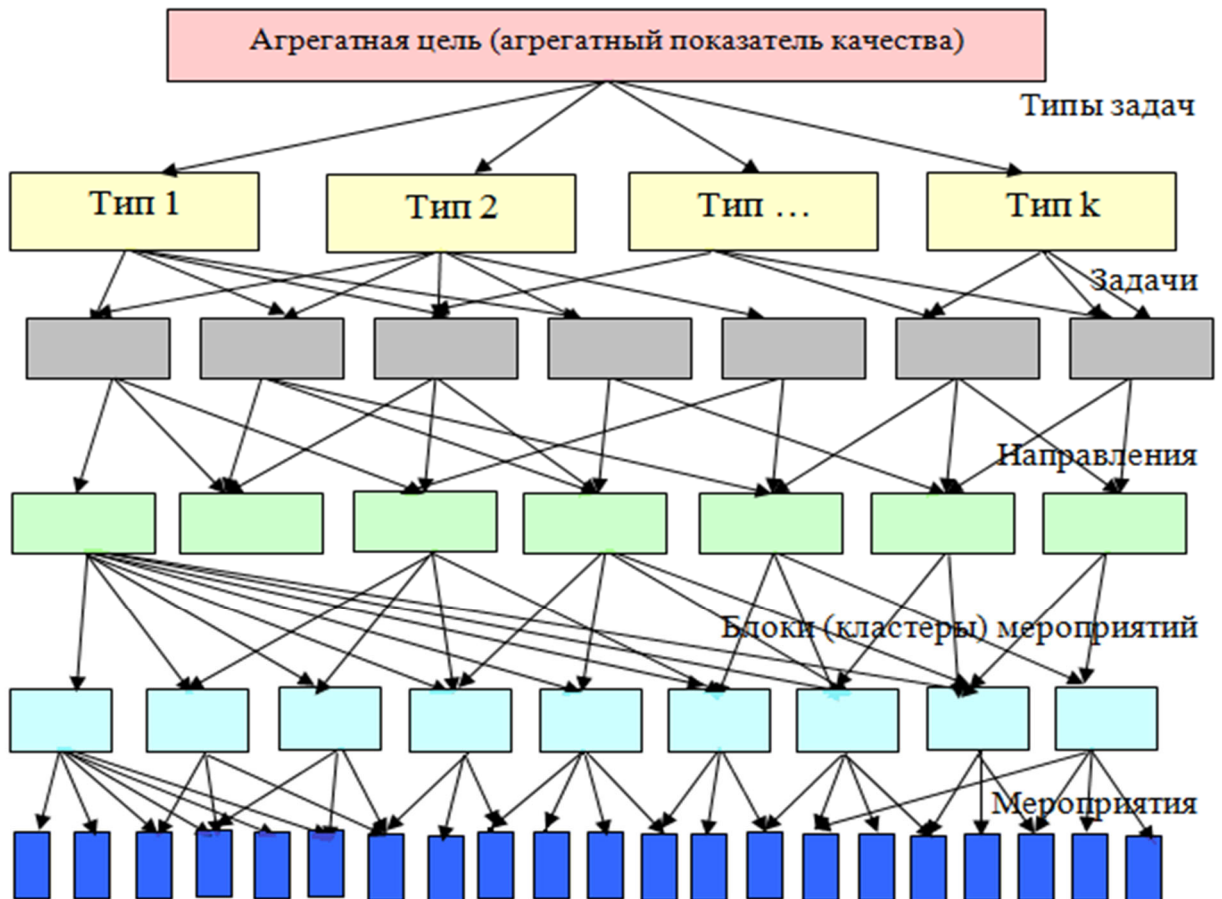 Агрегатная цель (агрегатный показатель качества)
Типы задач
Тип 1
Тип 2
Тип …
Тип k
Задачи
Направления
Блоки (кластеры) мероприятий
Мероприятия